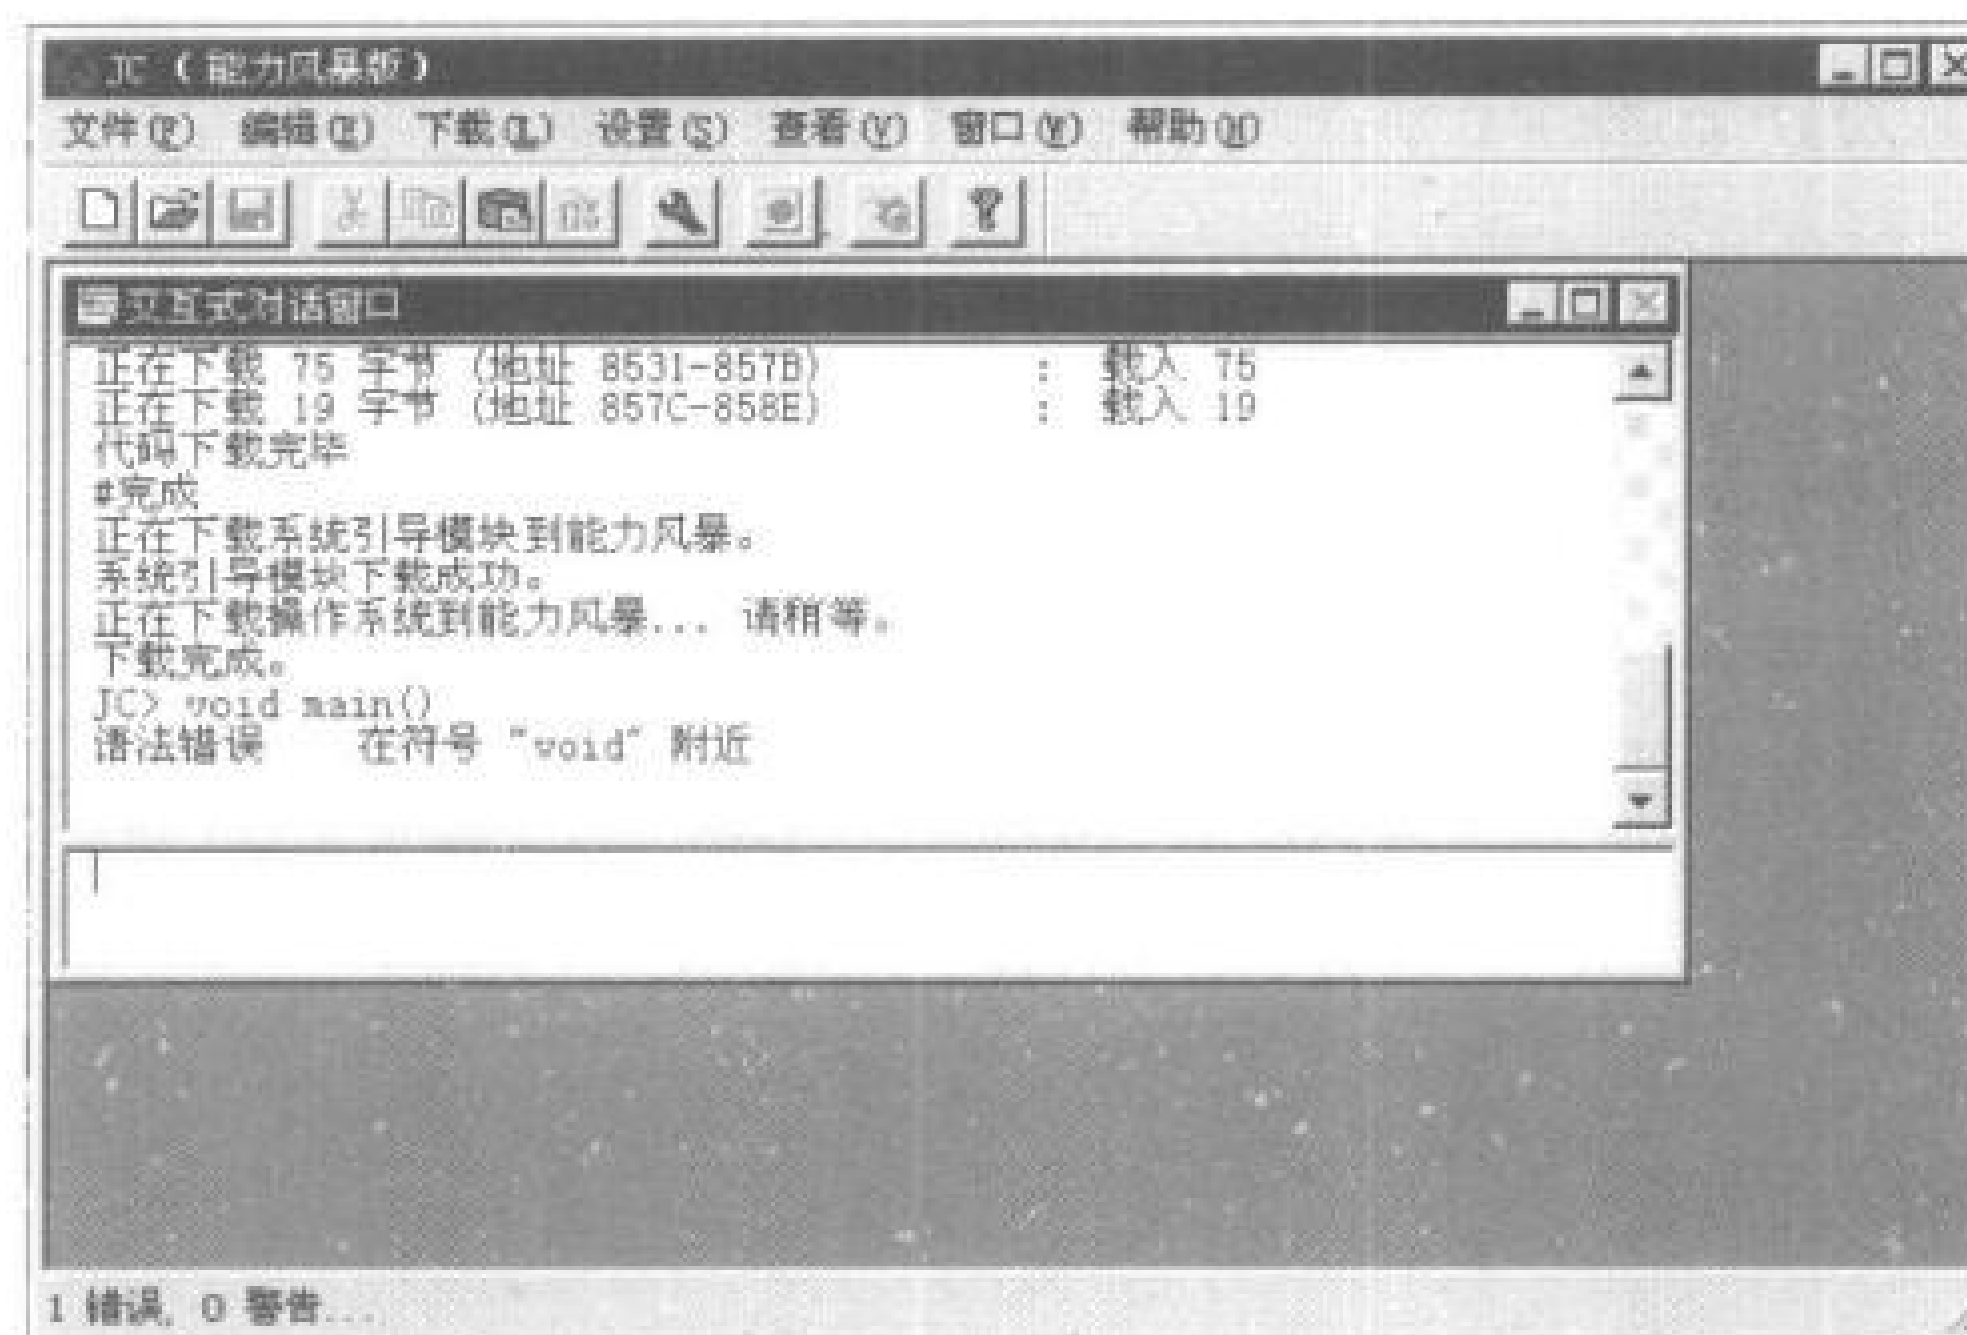 JC（能力风暴版）
文件(F) 编辑(E) 下载(L) 设置(S) 查看(V) 窗口(W) 帮助(H)
交互式对话窗口
正在下载 75 字节 (地址 8531-857B) : 载入 75
正在下载 19 字节 (地址 857C-858E) : 载入 19
代码下载完毕
#完成
正在下载系统引导模块到能力风暴。
系统引导模块下载成功。
正在下载操作系统到能力风暴... 请稍等。
下载完成。
JC> void main()
语法错误 在符号 "void" 附近
1 错误, 0 警告...